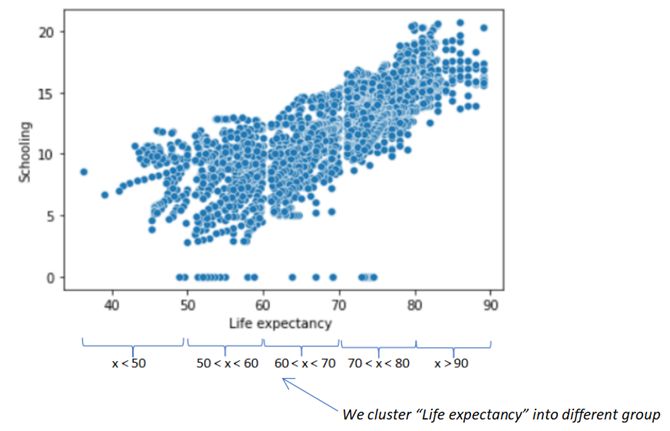 20
15
10
5
0
Schooling
40 50 60 70 80 90
Life expectancy
x < 50 50 < x < 60 60 < x < 70 70 < x < 80 x >90
We cluster “Life expectancy” into different group